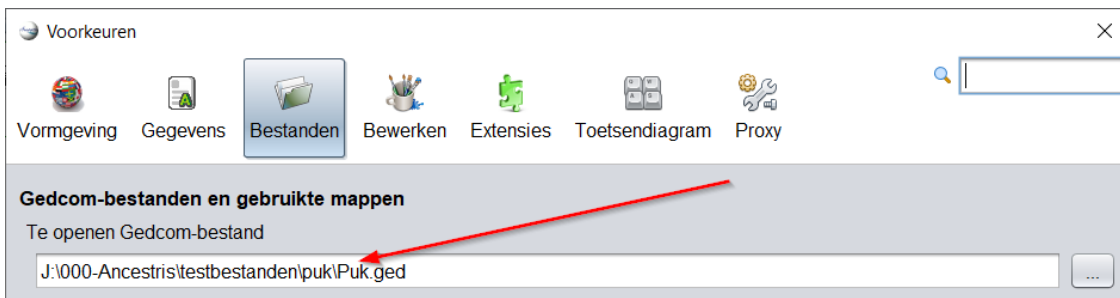 Voorkeuren
Vormgeving Gegevens Bestanden Bewerken Extensies Toetsendiagram Proxy
Gedcom-bestanden en gebruikte mappen
Te openen Gedcom-bestand
J:\000-Ancestris\testbestanden\puk\Puk.ged
...